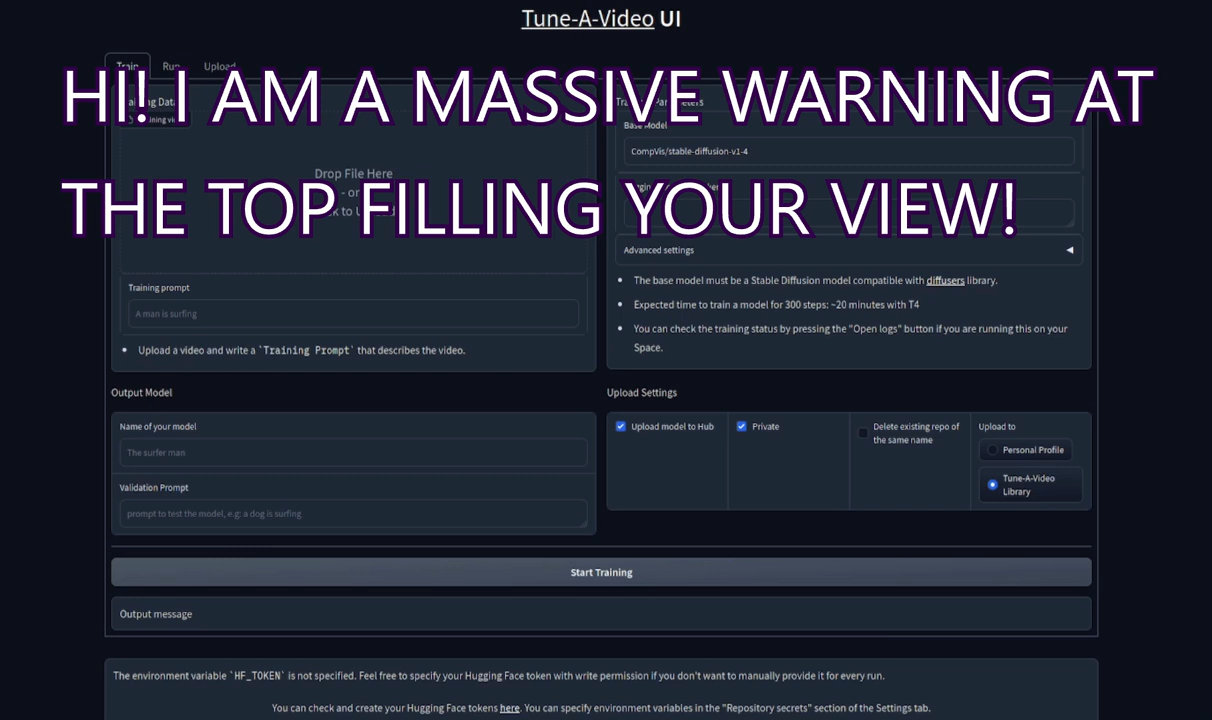 Tune-A-Video UI
Train Run Upload
HI! I AM A MASSIVE WARNING AT
THE TOP FILLING YOUR VIEW!
Data
Drop File Here
- or
Upload
Training prompt
A man is surfing
Upload a video and write a `Training Prompt` that describes the video.
Base Model
CompVis/stable-diffusion-v1-4
Advanced settings
The base model must be a Stable Diffusion model compatible with diffusers library.
Expected time to train a model for 300 steps: ~20 minutes with T4
You can check the training status by pressing the "Open logs" button if you are running this on your
Space.
Output Model
Name of your model
The surfer man
Validation Prompt
prompt to test the model, e.g: a dog is surfing
Upload Settings
Upload model to Hub
Private
Delete existing repo of
the same name
Upload to
Personal Profile
Tune-A-Video
Library
Start Training
Output message
The environment variable `HF_TOKEN` is not specified. Feel free to specify your Hugging Face token with write permission if you don't want to manually provide it for every run.
You can check and create your Hugging Face tokens here. You can specify environment variables in the "Repository secrets" section of the Settings tab.